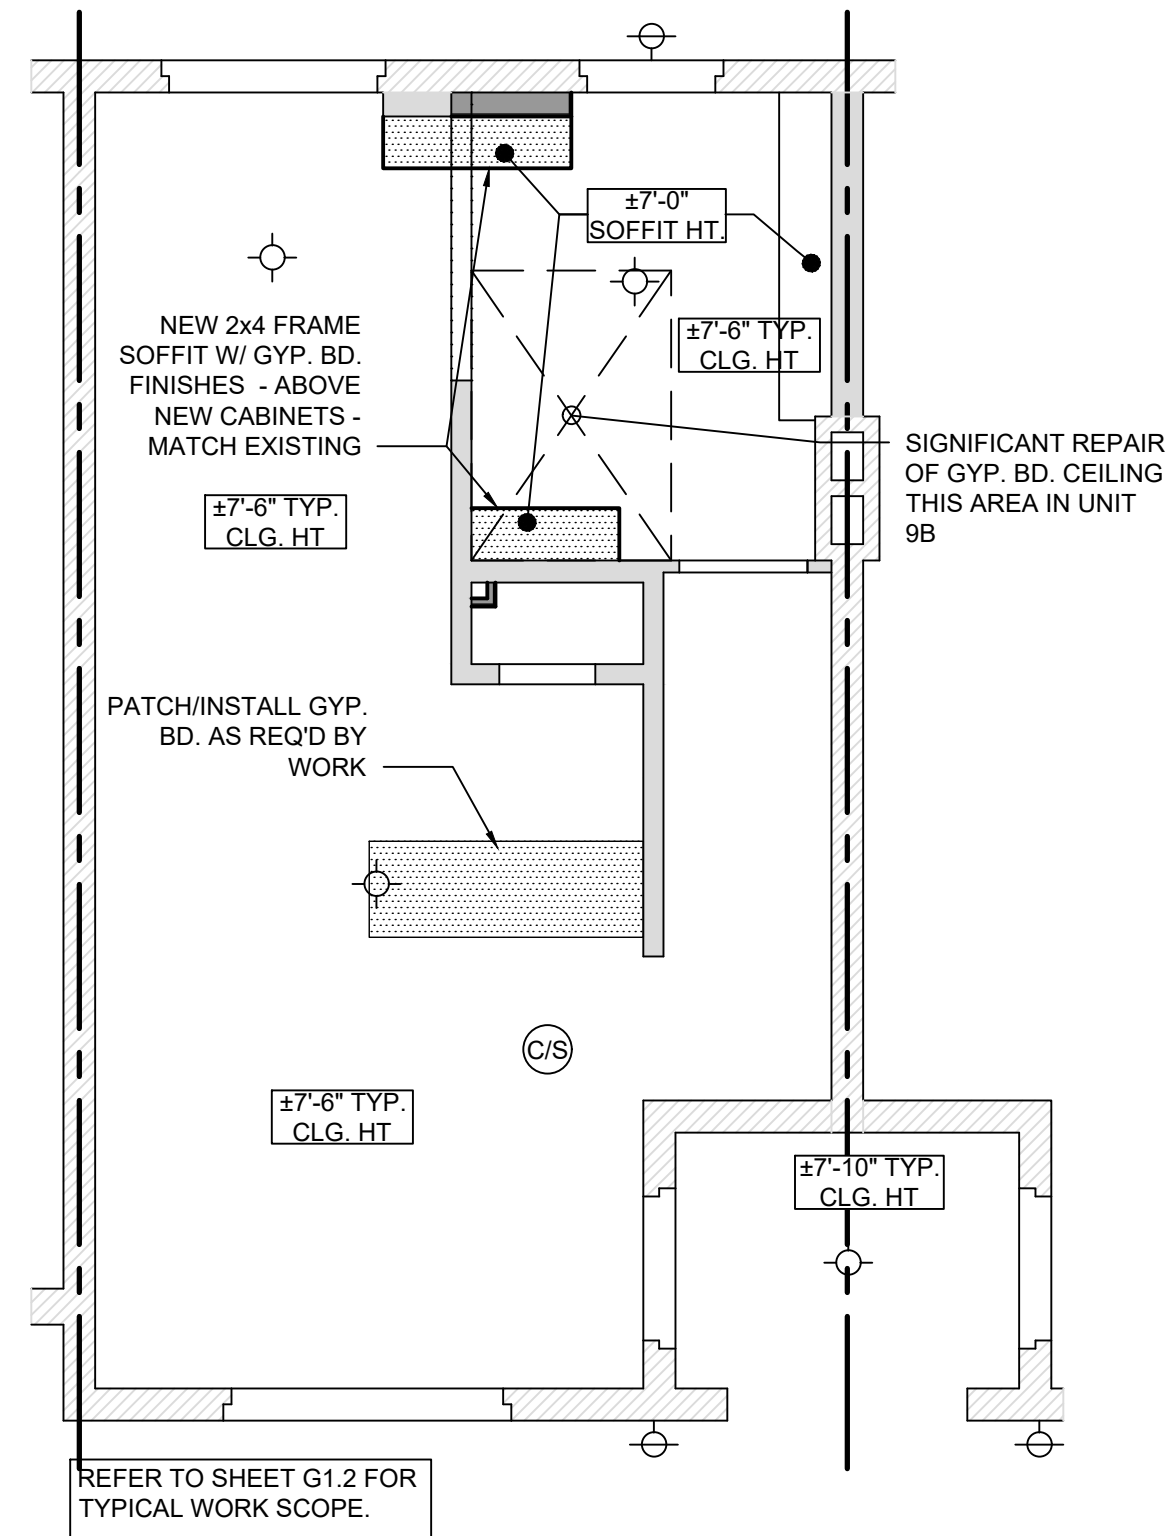 ±7'-0"
SOFFIT HT.
NEW 2x4 FRAME
SOFFIT W/ GYP. BD.
FINISHES - ABOVE
NEW CABINETS -
MATCH EXISTING
±7'-6" TYP.
CLG. HT
SIGNIFICANT REPAIR
OF GYP. BD. CEILING
THIS AREA IN UNIT
9B
±7'-6" TYP.
CLG. HT
PATCH/INSTALL GYP.
BD. AS REQ'D BY
WORK
C/S
±7'-6" TYP.
CLG. HT
±7'-10" TYP.
CLG. HT
REFER TO SHEET G1.2 FOR
TYPICAL WORK SCOPE.